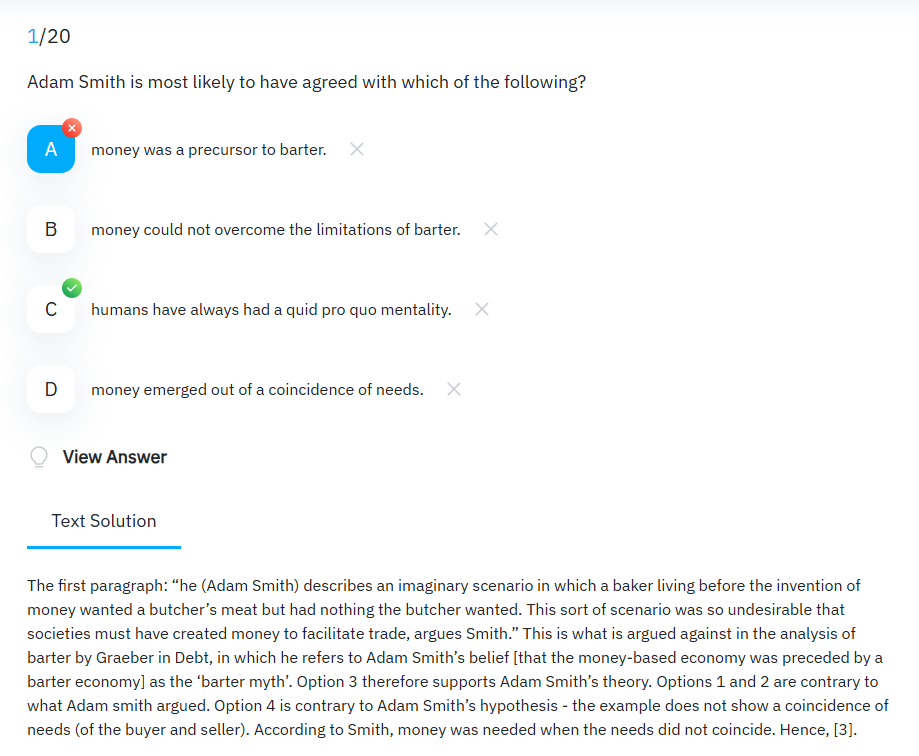 1/20
Adam Smith is most likely to have agreed with which of the following?
A money was a precursor to barter.
B money could not overcome the limitations of barter.
C humans have always had a quid pro quo mentality.
D money emerged out of a coincidence of needs.
View Answer
Text Solution
The first paragraph: “he (Adam Smith) describes an imaginary scenario in which a baker living before the invention of
money wanted a butcher’s meat but had nothing the butcher wanted. This sort of scenario was so undesirable that
societies must have created money to facilitate trade, argues Smith.” This is what is argued against in the analysis of
barter by Graeber in Debt, in which he refers to Adam Smith’s belief [that the money-based economy was preceded by a
barter economy] as the ‘barter myth’. Option 3 therefore supports Adam Smith’s theory. Options 1 and 2 are contrary to
what Adam smith argued. Option 4 is contrary to Adam Smith’s hypothesis - the example does not show a coincidence of
needs (of the buyer and seller). According to Smith, money was needed when the needs did not coincide. Hence, [3].